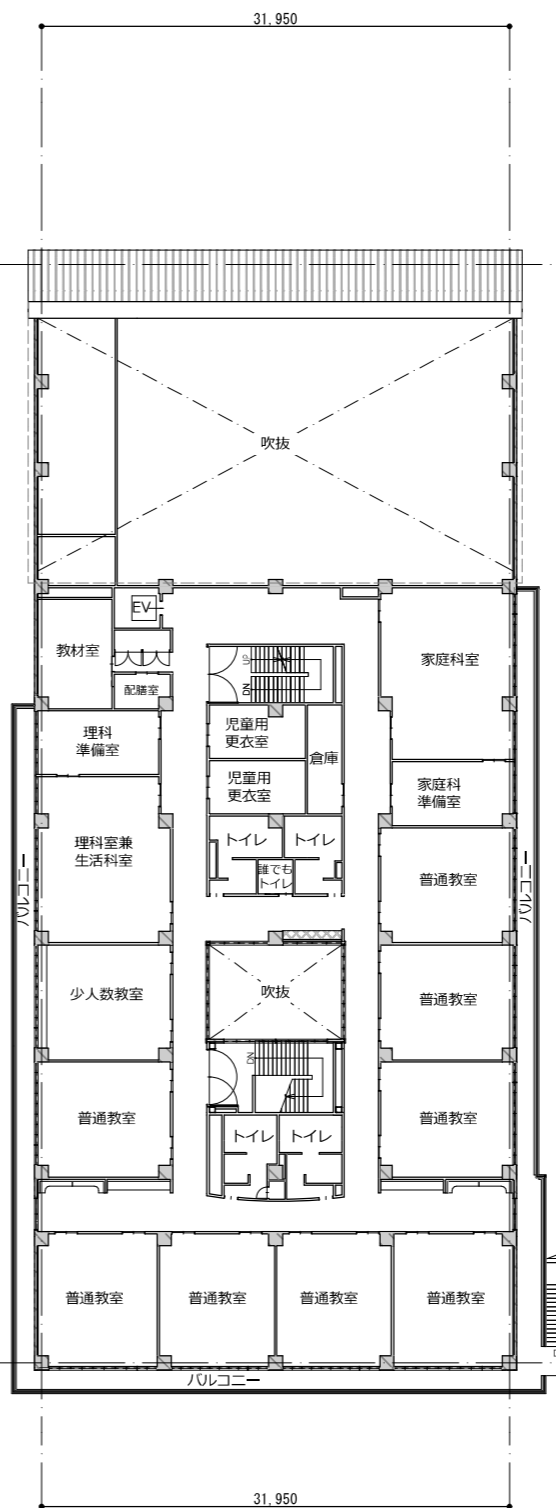 31,950
吹抜
EV
教材室
配膳室
UP
DN
家庭科室
理科
準備室
児童用
更衣室
倉庫
児童用
更衣室
家庭科
準備室
トイレ
トイレ
誰でも
トイレ
理科室兼
生活科室
普通教室
バルコニー
バルコニー
少人数教室
吹抜
普通教室
DN
普通教室
トイレ
トイレ
普通教室
普通教室
普通教室
普通教室
普通教室
バルコニー
31,950